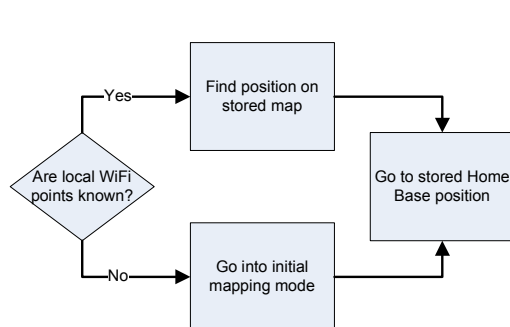 Are local WiFi
points known?
Yes
Find position on
stored map
No
Go into initial
mapping mode
Go to stored Home
Base position